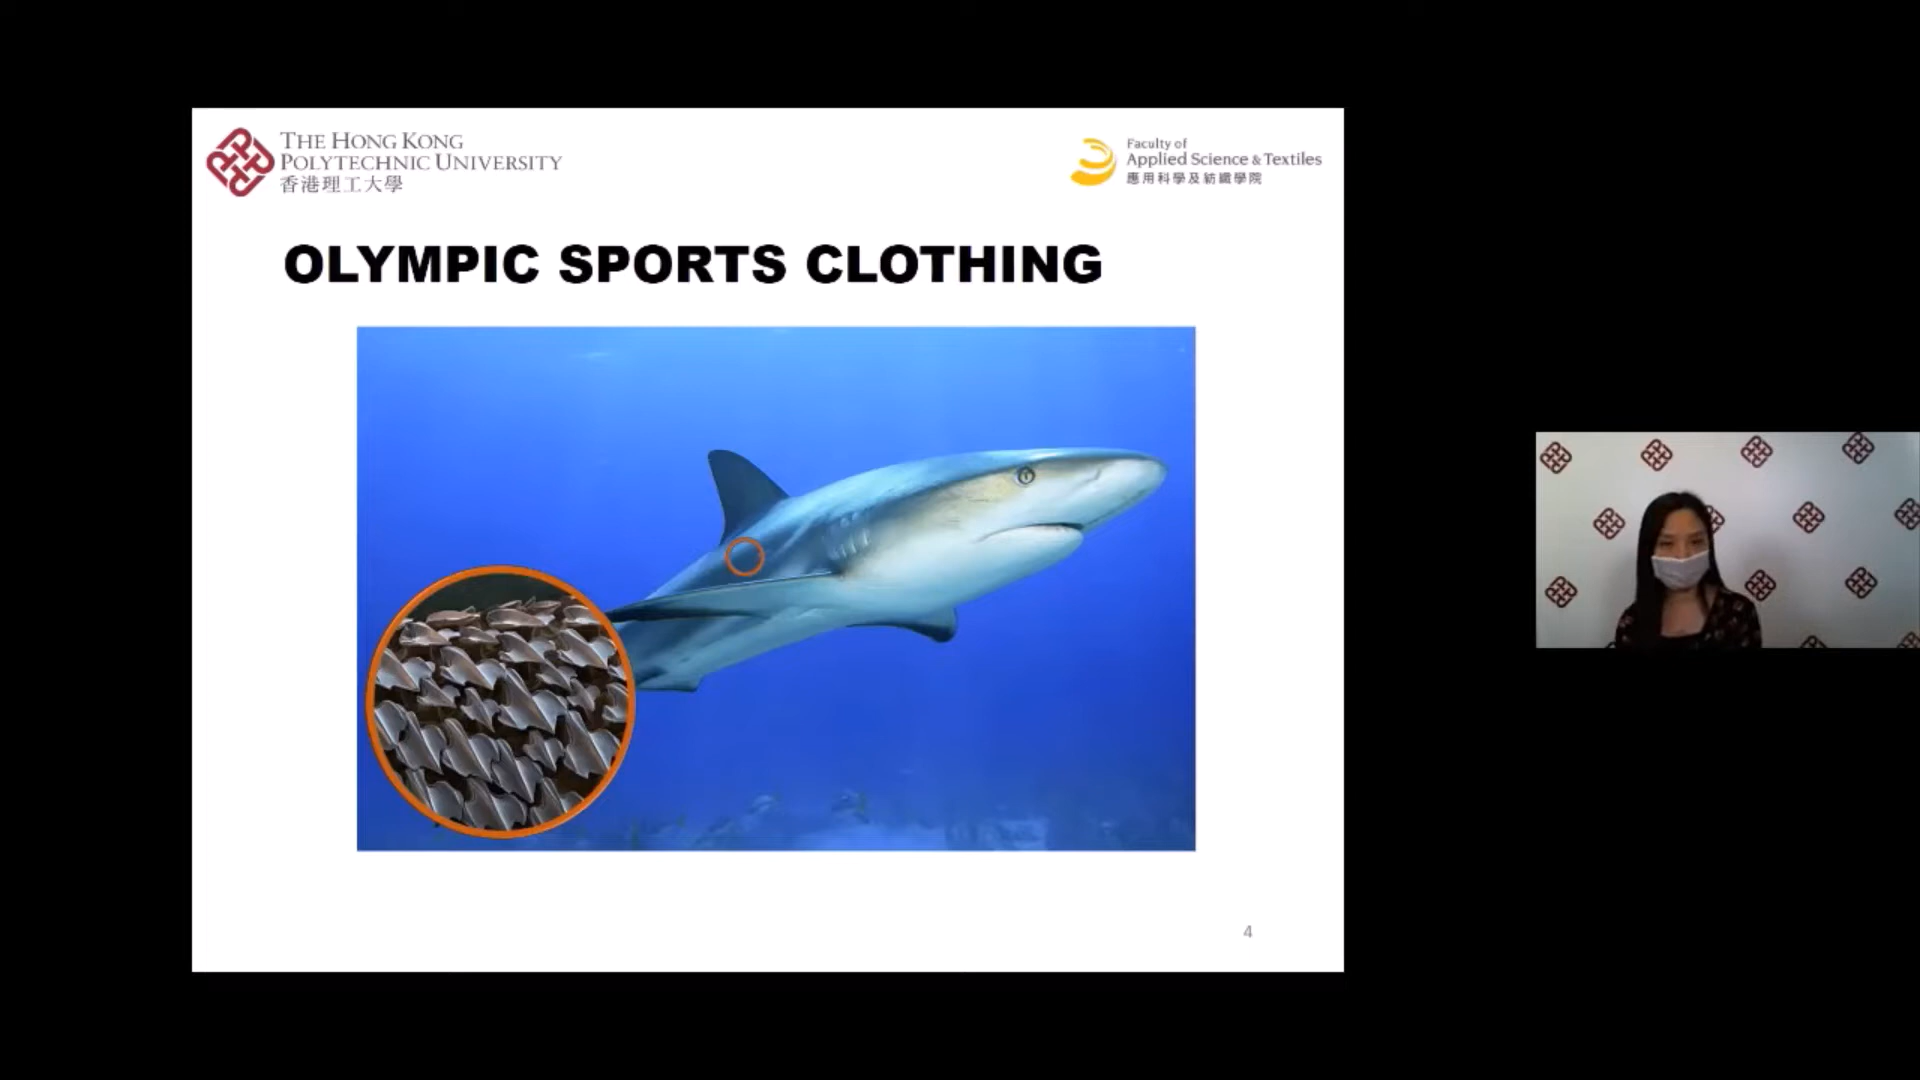 THE HONG KONG
POLYTECHNIC UNIVERSITY
香港理工大學
Faculty of
Applied Science & Textiles
應用科學及紡織學院
OLYMPIC SPORTS CLOTHING
4